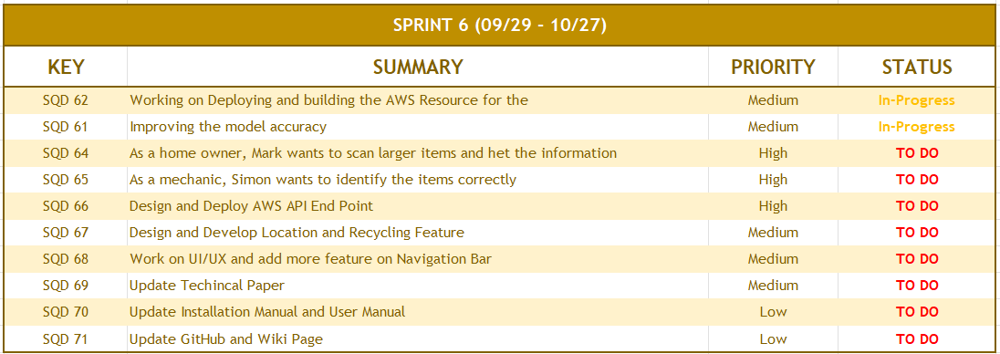 SPRINT 6 (09/29 – 10/27)
KEY SUMMARY PRIORITY STATUS
SQD 62 Working on Deploying and building the AWS Resource for the Medium In-Progress
SQD 61 Improving the model accuracy Medium In-Progress
SQD 64 As a home owner, Mark wants to scan larger items and het the information High TO DO
SQD 65 As a mechanic, Simon wants to identify the items correctly High TO DO
SQD 66 Design and Deploy AWS API End Point High TO DO
SQD 67 Design and Develop Location and Recycling Feature Medium TO DO
SQD 68 Work on UI/UX and add more feature on Navigation Bar Medium TO DO
SQD 69 Update Techincal Paper Medium TO DO
SQD 70 Update Installation Manual and User Manual Low TO DO
SQD 71 Update GitHub and Wiki Page Low TO DO